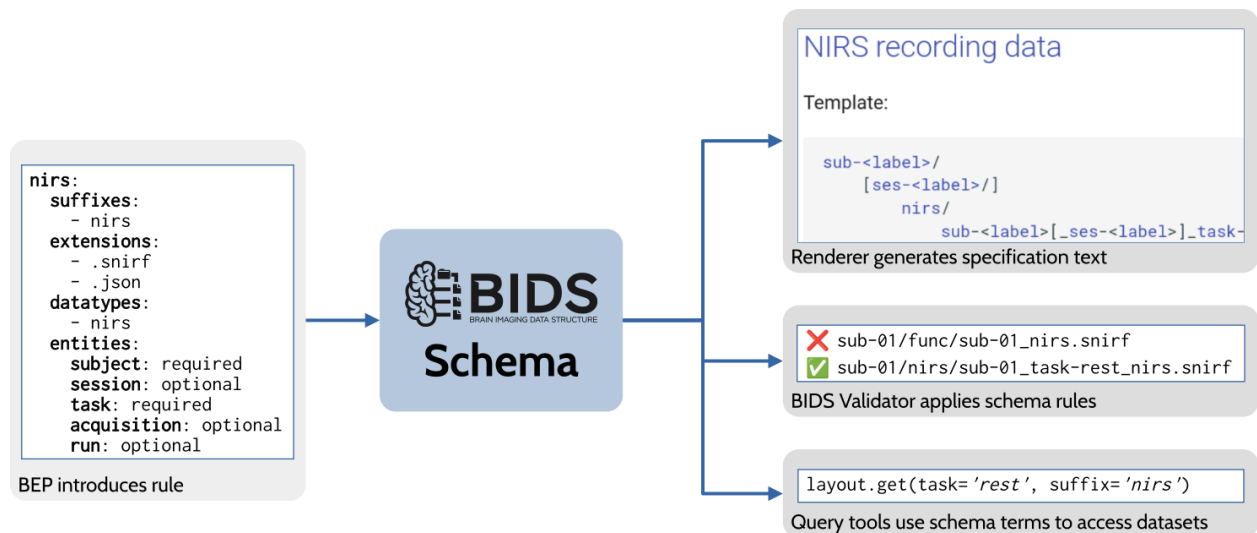 nirs:
suffixes:
- nirs
extensions:
- .snirf
- .json
datatypes:
- nirs
entities:
subject: required
session: optional
task: required
acquisition: optional
run: optional
BEP introduces rule
BIDS
BRAIN IMAGING DATA STRUCTURE
Schema
NIRS recording data
Template:
sub-<label>/
[ses-<label>/]
nirs/
sub-<label>[_ses-<label>]_task-
Renderer generates specification text
❌ sub-01/func/sub-01_nirs.snirf
✅ sub-01/nirs/sub-01_task-rest_nirs.snirf
BIDS Validator applies schema rules
layout.get(task='rest', suffix='nirs')
Query tools use schema terms to access datasets